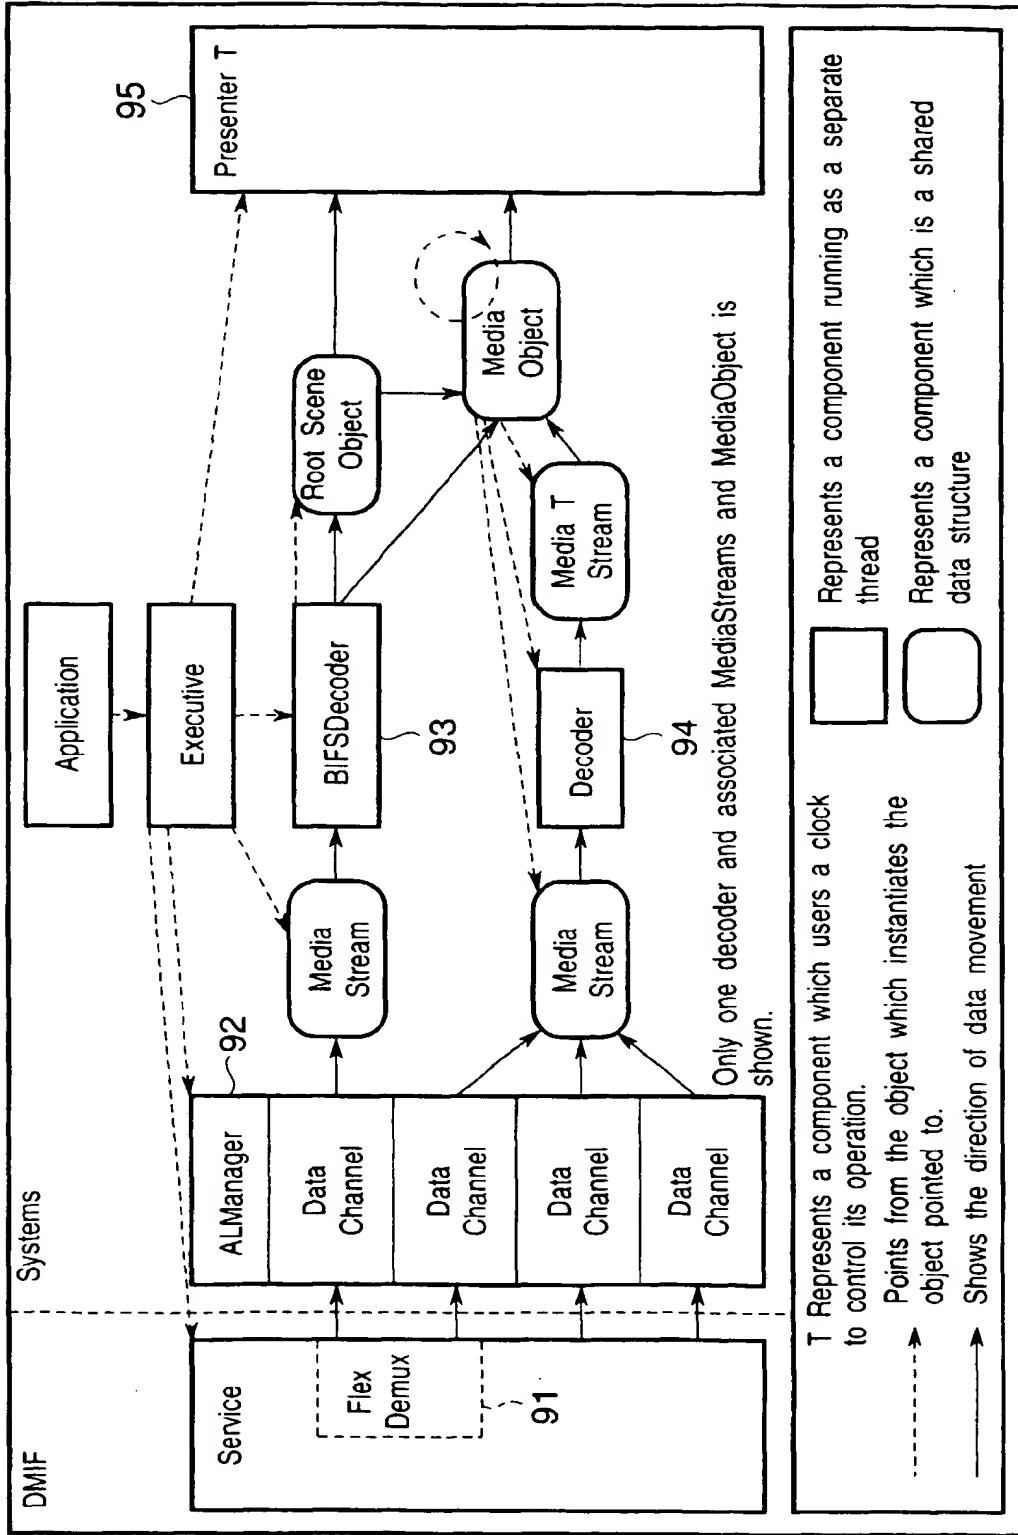 DMIF
Systems
Service
Flex
Demux
91
ALManager
92
Data
Channel
Data
Channel
Data
Channel
Data
Channel
Application
Executive
Media
Stream
BIFSDecoder
93
Root Scene
Object
Media
Stream
Decoder
94
Media T
Stream
Media
Object
Presenter T
95
Only one decoder and associated MediaStreams and MediaObject is
shown.
T Represents a component which users a clock
to control its operation.
Points from the object which instantiates the
object pointed to.
Shows the direction of data movement
Represents a component running as a separate
thread
Represents a component which is a shared
data structure